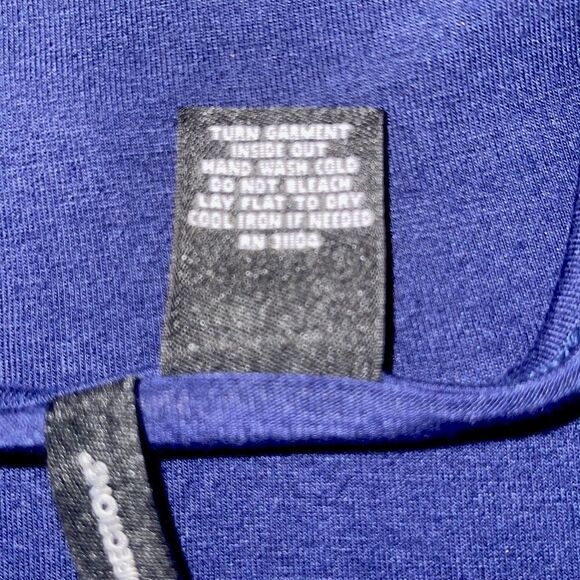 TURN GARMENT
INSIDE OUT
HAND WASH COLD
DO NOT BLEACH
LAY FLAT TO DRY
COOL IRON IF NEEDED
RN 31104